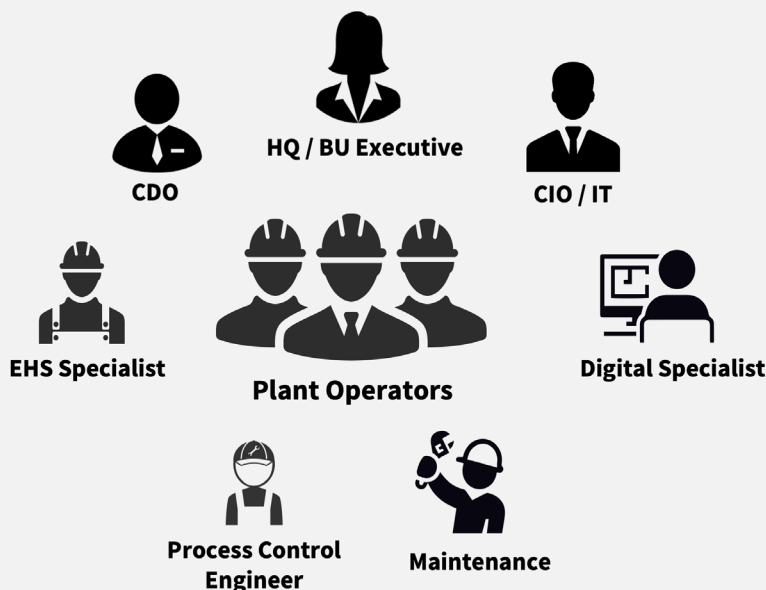 HQ / BU Executive
CDO
CIO / IT
EHS Specialist
Plant Operators
Digital Specialist
Process Control
Engineer
Maintenance